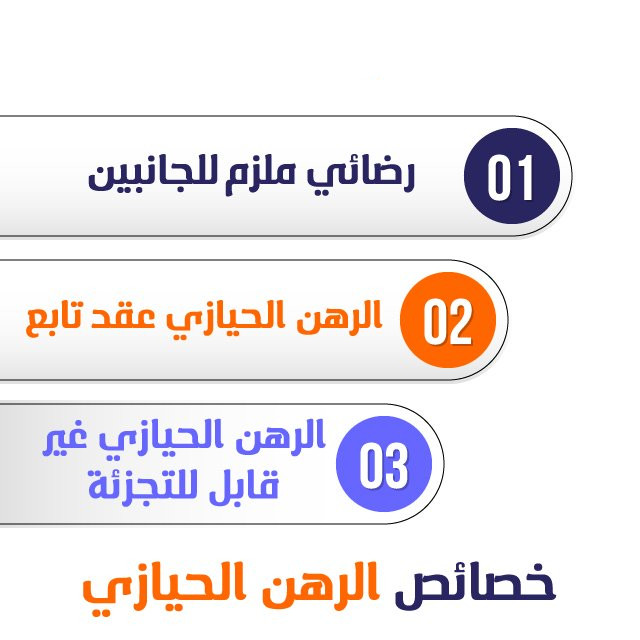 01
رضائي ملزم للجانبين
02
الرهن الحيازي عقد تابع
03
الرهن الحيازي غير
قابل للتجزئة
خصائص الرهن الحيازي